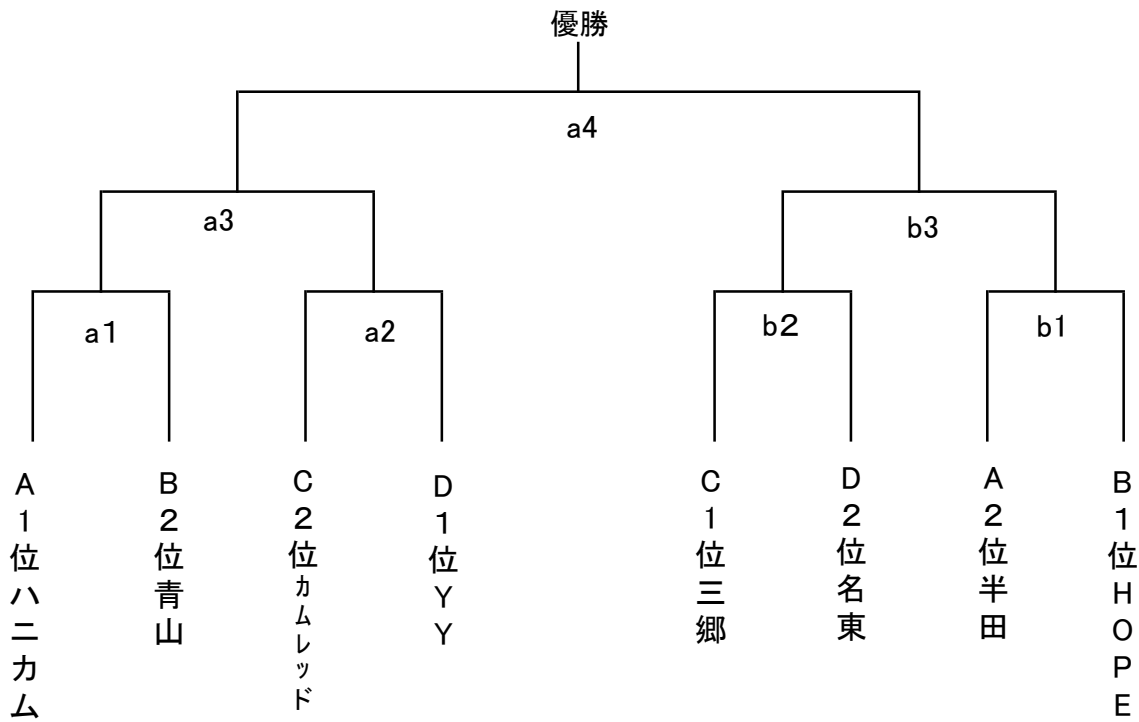 優勝
a4
a3
b3
a1
a2
b2
b1
A1位ハニカム
B2位青山
C2位ｶﾑﾚｯﾄﾞ
D1位YY
C1位三郷
D2位名東
A2位半田
B1位HOPE